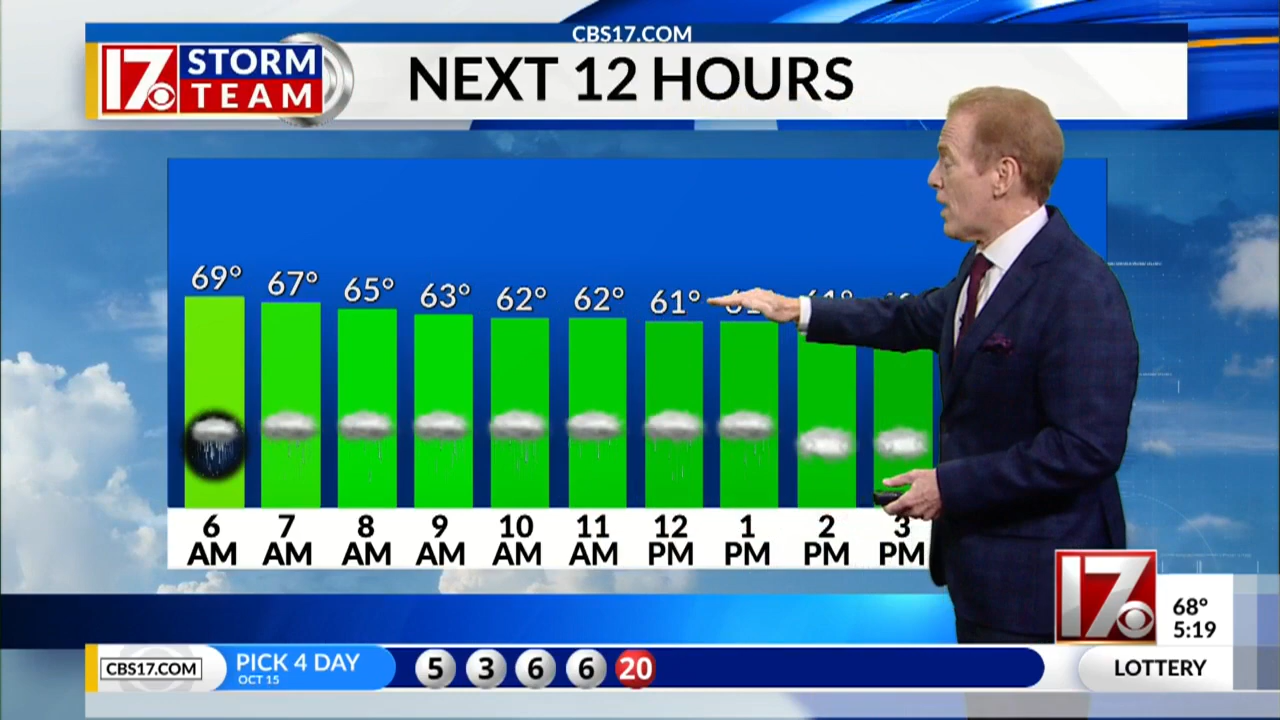 CBS17.COM
17 STORM TEAM
NEXT 12 HOURS
69° 67° 65° 63° 62° 62° 61° 61° 61°
6 AM 7 AM 8 AM 9 AM 10 AM 11 AM 12 PM 1 PM 2 PM 3 PM
17
68°
5:19
CBS17.COM
PICK 4 DAY
OCT 15
5 3 6 6 20
LOTTERY